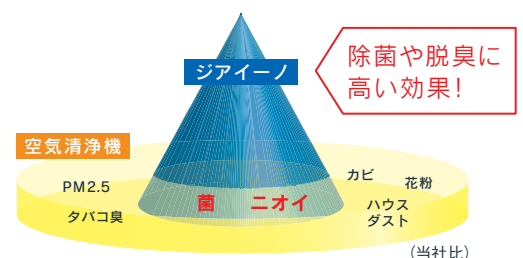 ジアイーノ
除菌や脱臭に
高い効果!
空気清浄機
PM2.5
タバコ臭
菌 ニオイ
カビ
花粉
ハウス
ダスト
(当社比)